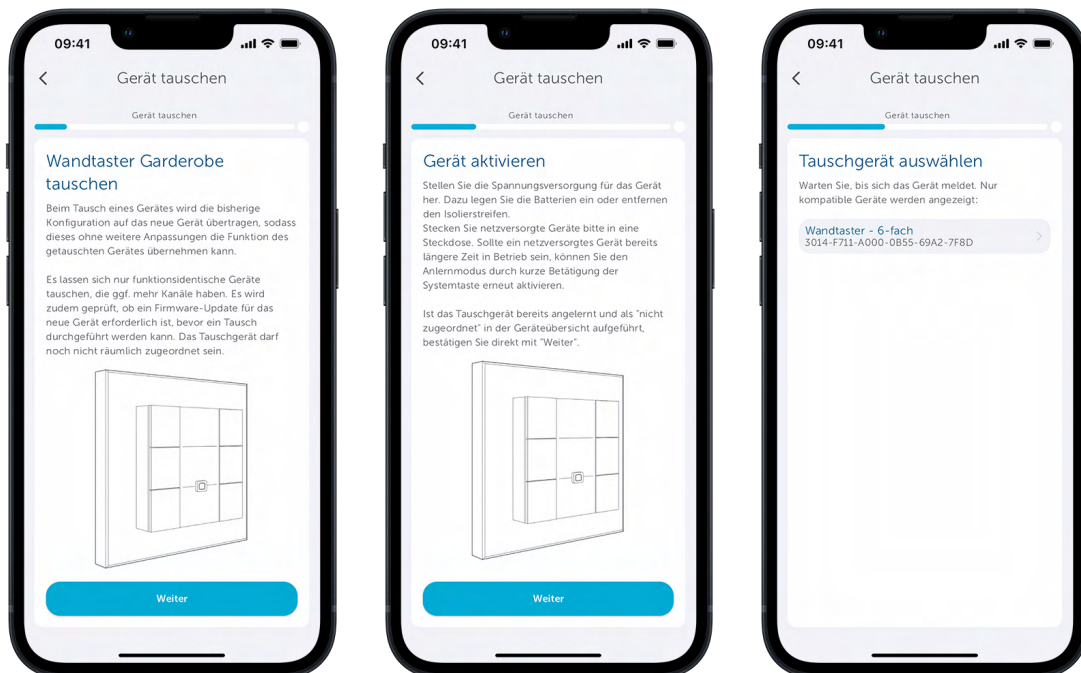 09:41
Gerät tauschen
Gerät tauschen
Wandtaster Garderobe
tauschen
Beim Tausch eines Gerätes wird die bisherige
Konfiguration auf das neue Gerät übertragen, sodass
dieses ohne weitere Anpassungen die Funktion des
getauschten Gerätes übernehmen kann.
Es lassen sich nur funktionsidentische Geräte
tauschen, die ggf. mehr Kanäle haben. Es wird
zudem geprüft, ob ein Firmware-Update für das
neue Gerät erforderlich ist, bevor ein Tausch
durchgeführt werden kann. Das Tauschgerät darf
noch nicht räumlich zugeordnet sein.
Weiter
09:41
Gerät tauschen
Gerät tauschen
Gerät aktivieren
Stellen Sie die Spannungsversorgung für das Gerät
her. Dazu legen Sie die Batterien ein oder entfernen
den Isolierstreifen.
Stecken Sie netzversorgte Geräte bitte in eine
Steckdose. Sollte ein netzversorgtes Gerät bereits
längere Zeit in Betrieb sein, können Sie den
Anlernmodus durch kurze Betätigung der
Systemtaste erneut aktivieren.
Ist das Tauschgerät bereits angelernt und als "nicht
zugeordnet" in der Geräteübersicht aufgeführt,
bestätigen Sie direkt mit "Weiter".
Weiter
09:41
Gerät tauschen
Gerät tauschen
Tauschgerät auswählen
Warten Sie, bis sich das Gerät meldet. Nur
kompatible Geräte werden angezeigt:
Wandtaster - 6-fach
3014-F711-A000-0B55-69A2-7F8D